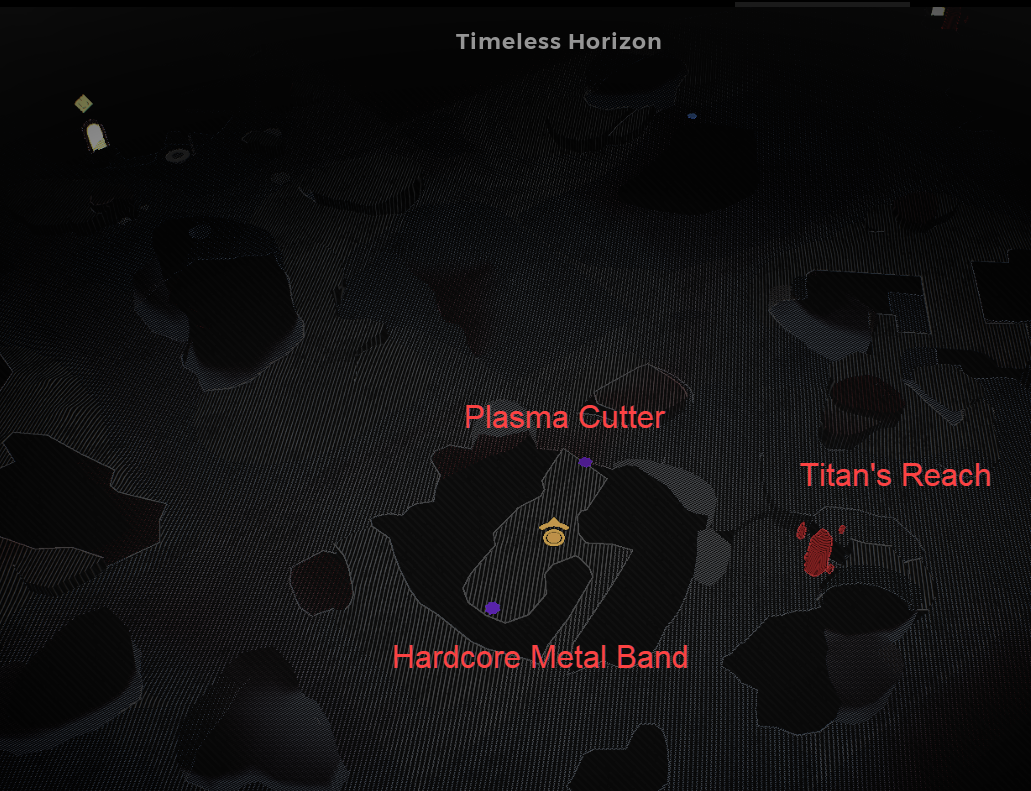 Timeless Horizon
Plasma Cutter
Titan's Reach
Hardcore Metal Band